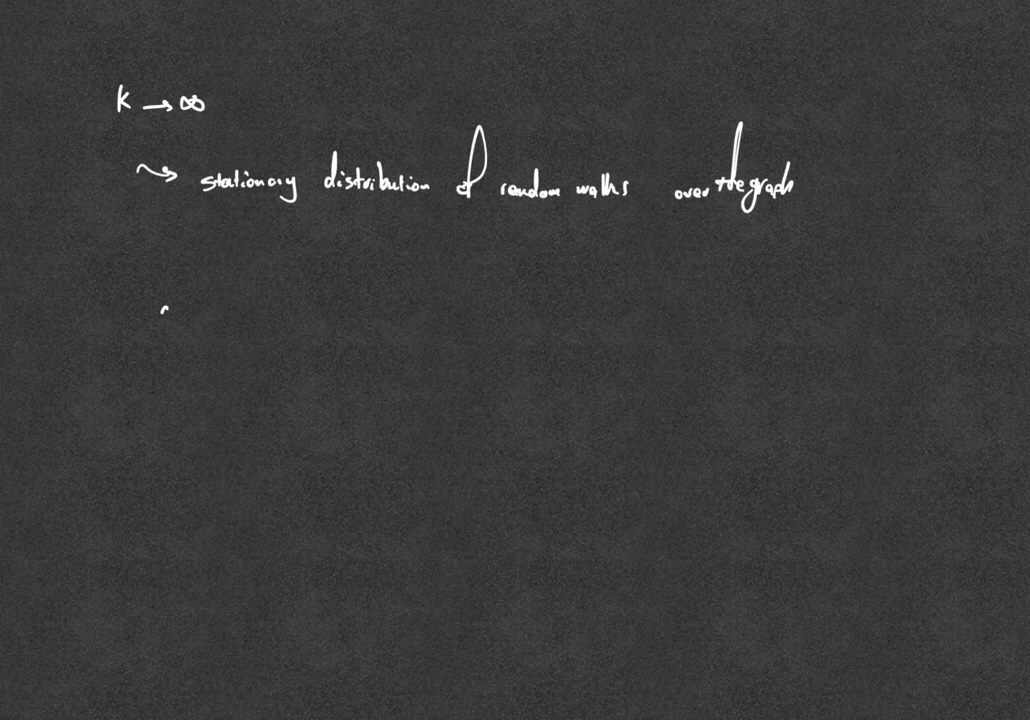 k → ∞
⇝ stationary distribution of random walks over the graph